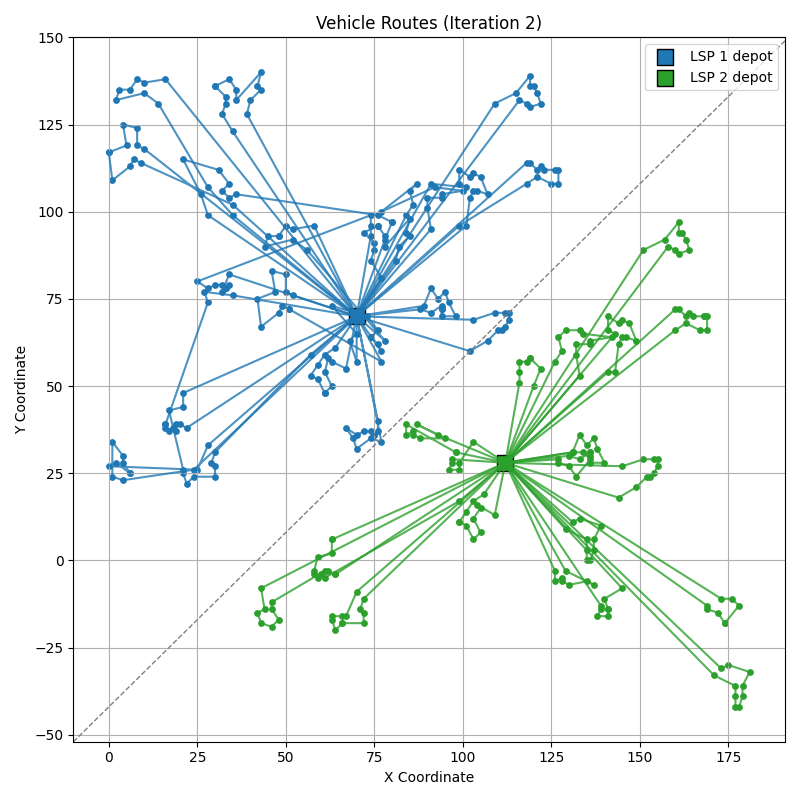 Vehicle Routes (Iteration 2)
LSP 1 depot
LSP 2 depot
150
125
100
75
50
25
0
−25
−50
Y Coordinate
0 25 50 75 100 125 150 175
X Coordinate